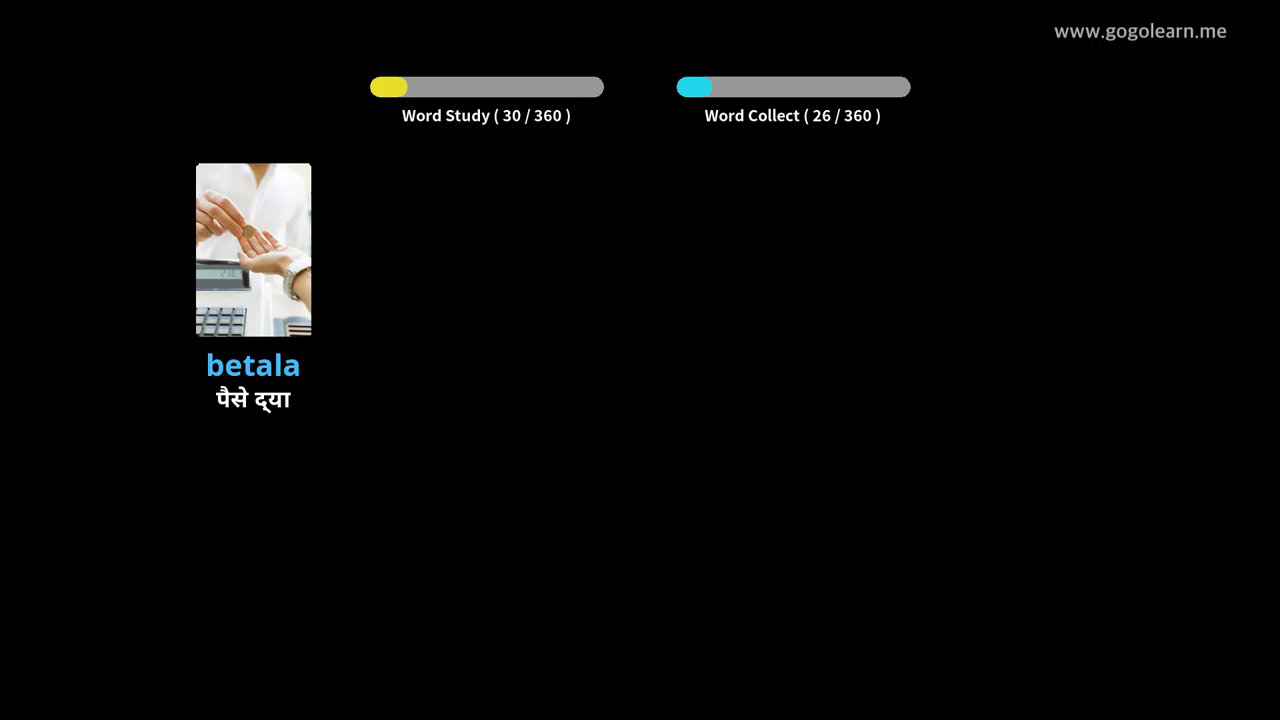 www.gogolearn.me
Word Study ( 30 / 360 )
Word Collect ( 26 / 360 )
betala
पैसे द्या